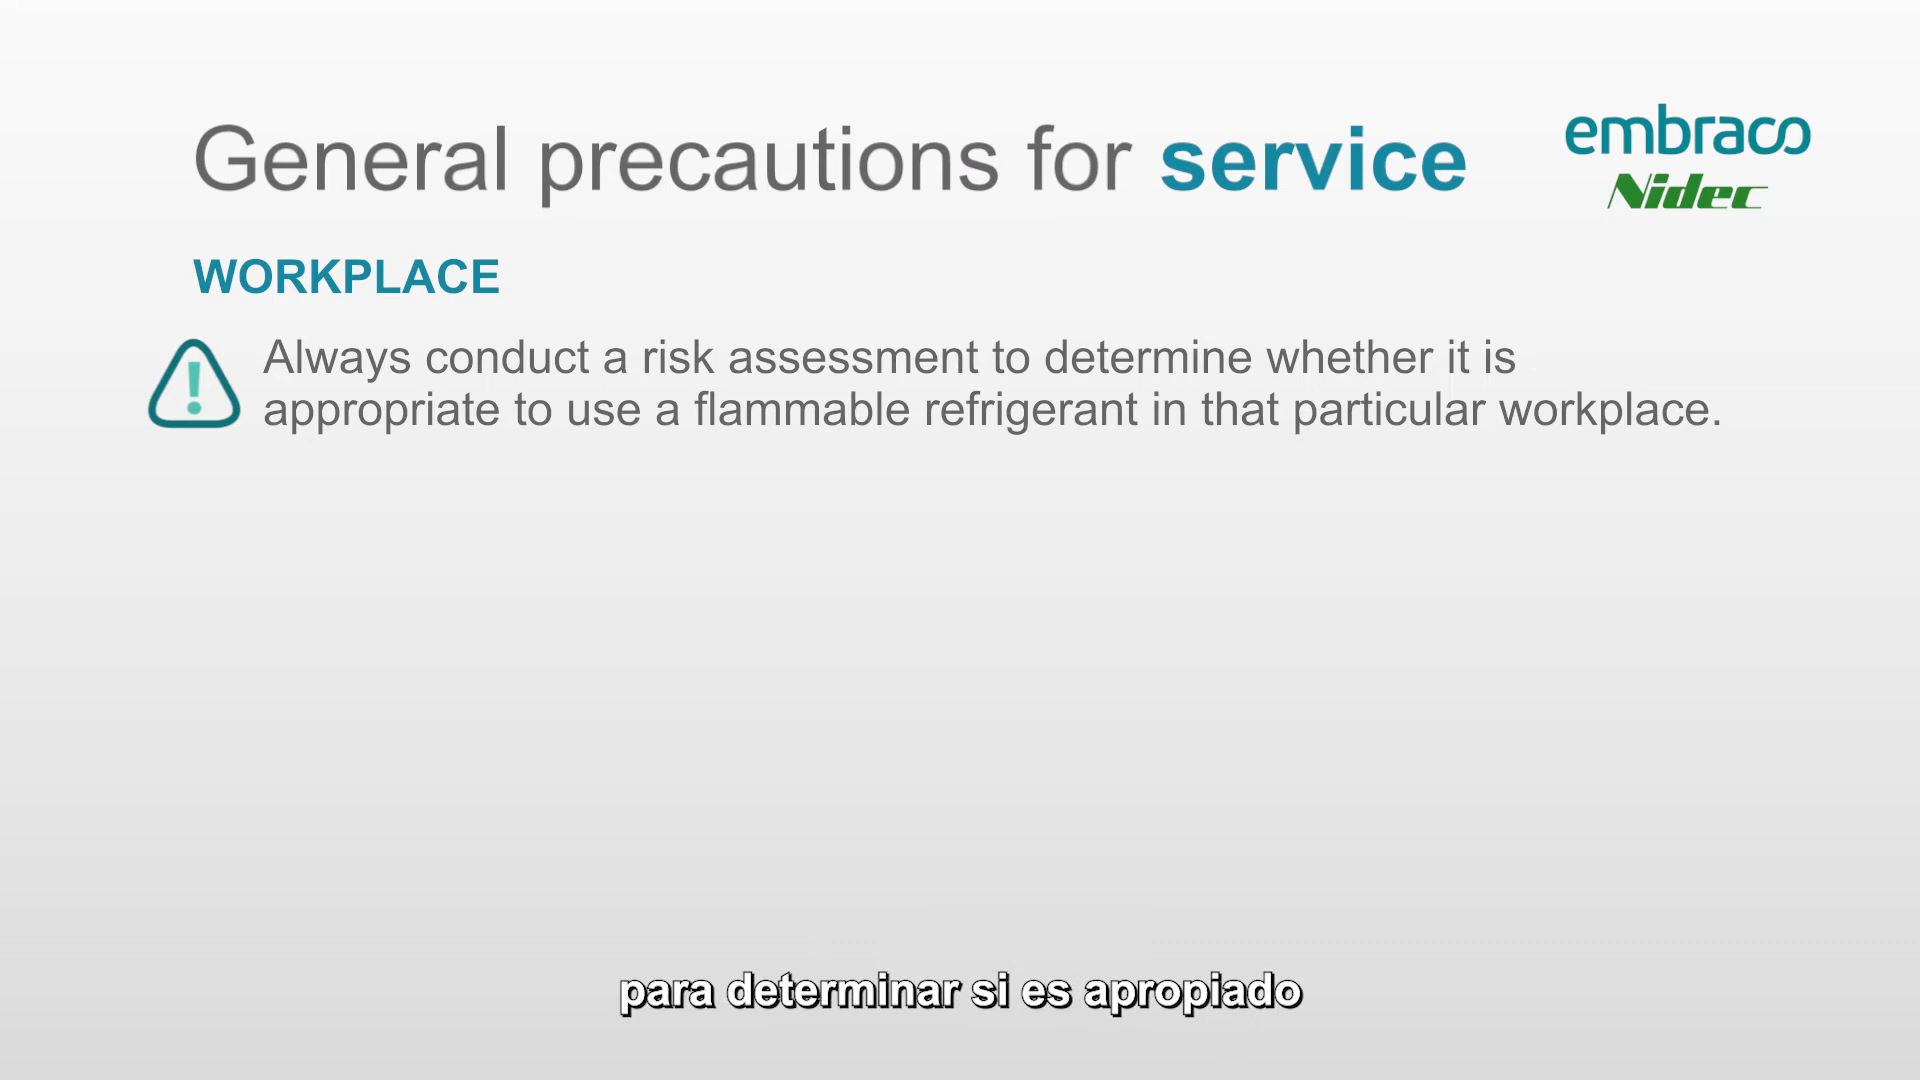 General precautions for service
embraco
Nidec
WORKPLACE
Always conduct a risk assessment to determine whether it is
appropriate to use a flammable refrigerant in that particular workplace.
para determinar si es apropiado